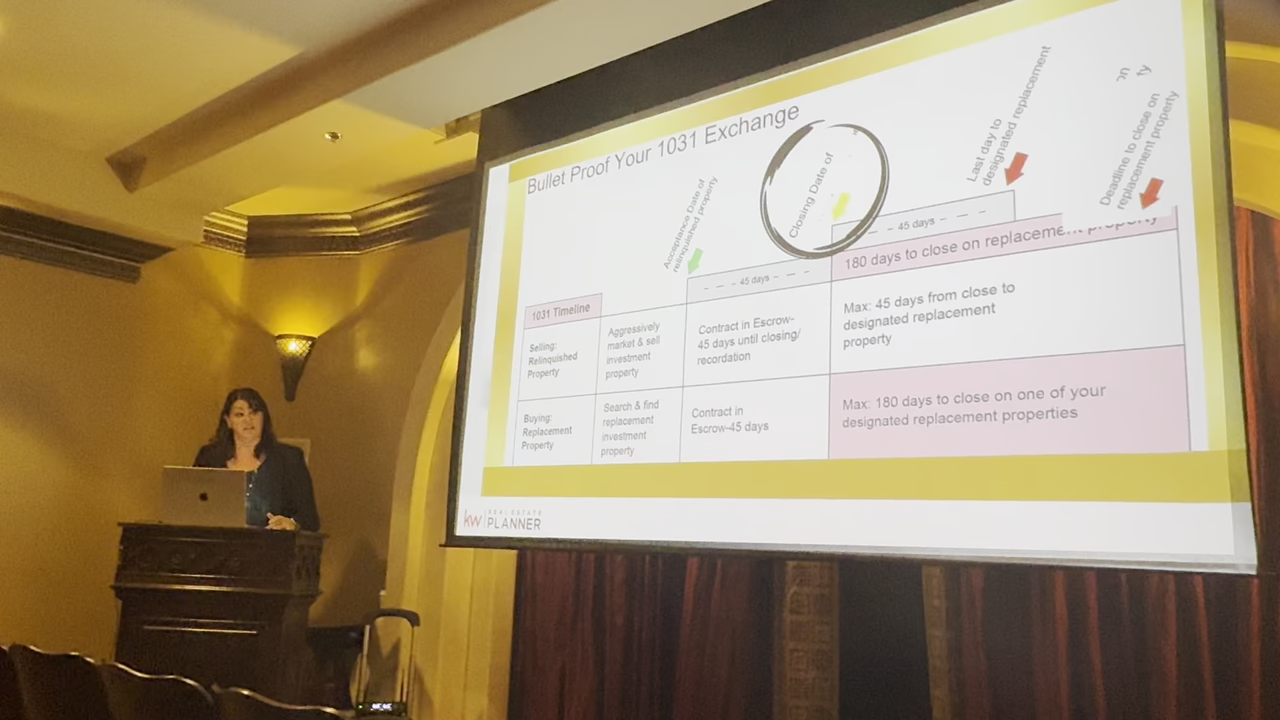 Bullet Proof Your 1031 Exchange
Acceptance Date of
relinquished property
Closing Date of
Last day to
designated replacement
Deadline to close on
replacement property
on
ty
45 days
45 days
180 days to close on replacement property
1031 Timeline
Selling:
Relinquished
Property
Aggressively
market & sell
investment
property
Contract in Escrow-
45 days until closing/
recordation
Max: 45 days from close to
designated replacement
property
Buying:
Replacement
Property
Search & find
replacement
investment
property
Contract in
Escrow-45 days
Max: 180 days to close on one of your
designated replacement properties
kw REAL ESTATE
PLANNER